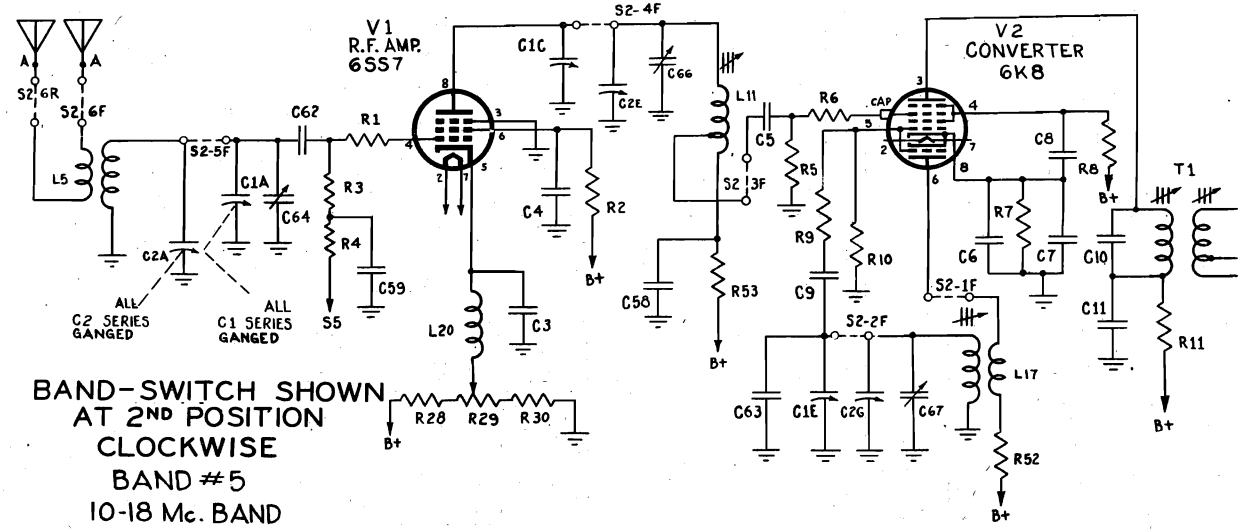 A
A
S2 6R
S2 6F
L5
S2-5F
C2A
C1A
C64
C62
R1
R3
R4
C59
S5
ALL
C2 SERIES
GANGED
ALL
C1 SERIES
GANGED
V1
R.F. AMP.
6SS7
8
3
6
4
2
7
5
L20
C3
B+
R28
R29
R30
C4
R2
B+
C1C
S2-4F
C2E
C66
L11
S2 3F
C58
R53
B+
C5
R6
R5
CAP
V2
CONVERTER
6K8
3
4
5
2
7
6
8
R9
R10
C9
S2-2F
C63
C1E
C2G
C67
S2-1F
L17
R52
B+
C6
R7
C7
C8
R8
B+
T1
C10
C11
R11
B+
BAND-SWITCH SHOWN
AT 2ND POSITION
CLOCKWISE
BAND #5
10-18 Mc. BAND